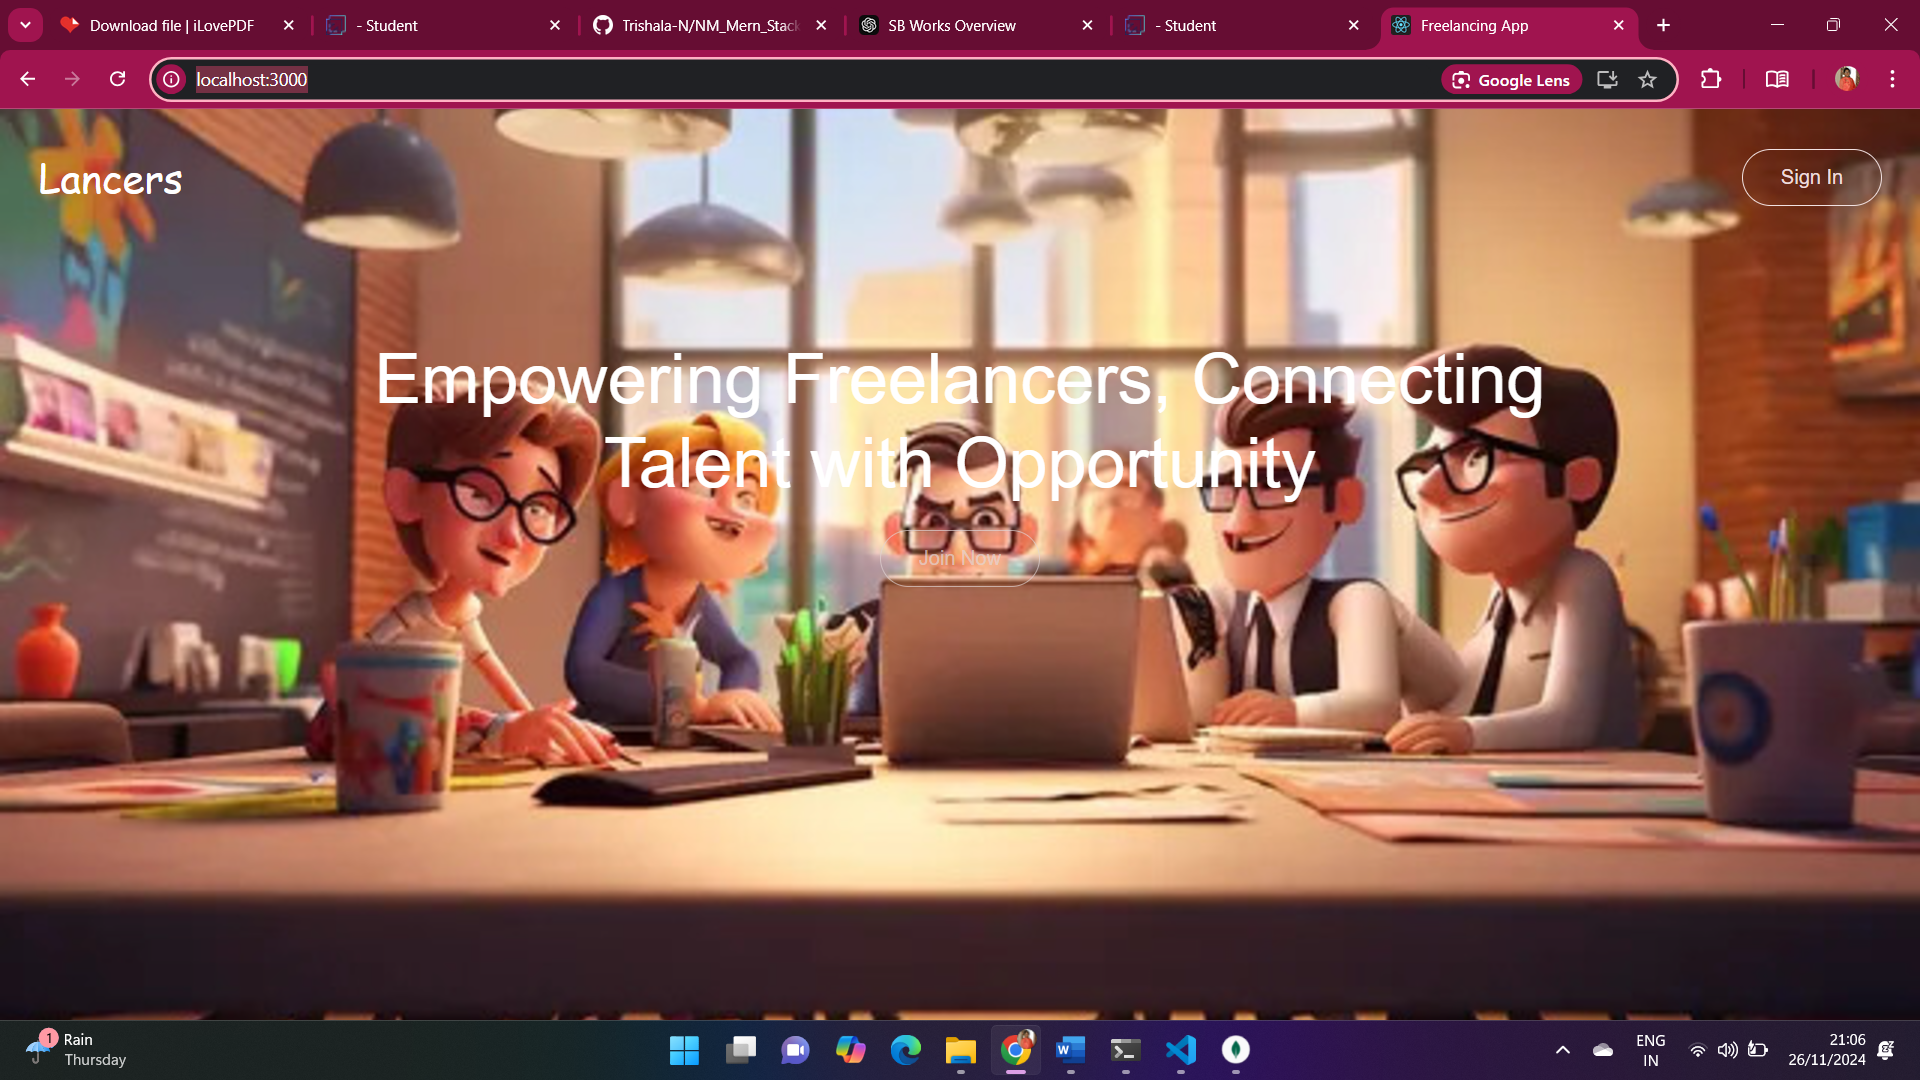 Download file | iLovePDF
- Student
Trishala-N/NM_Mern_Stack
SB Works Overview
- Student
Freelancing App
localhost:3000
Google Lens
Lancers
Sign In
Empowering Freelancers, Connecting
Talent with Opportunity
Join Now
1
Rain
Thursday
ENG
IN
21:06
26/11/2024